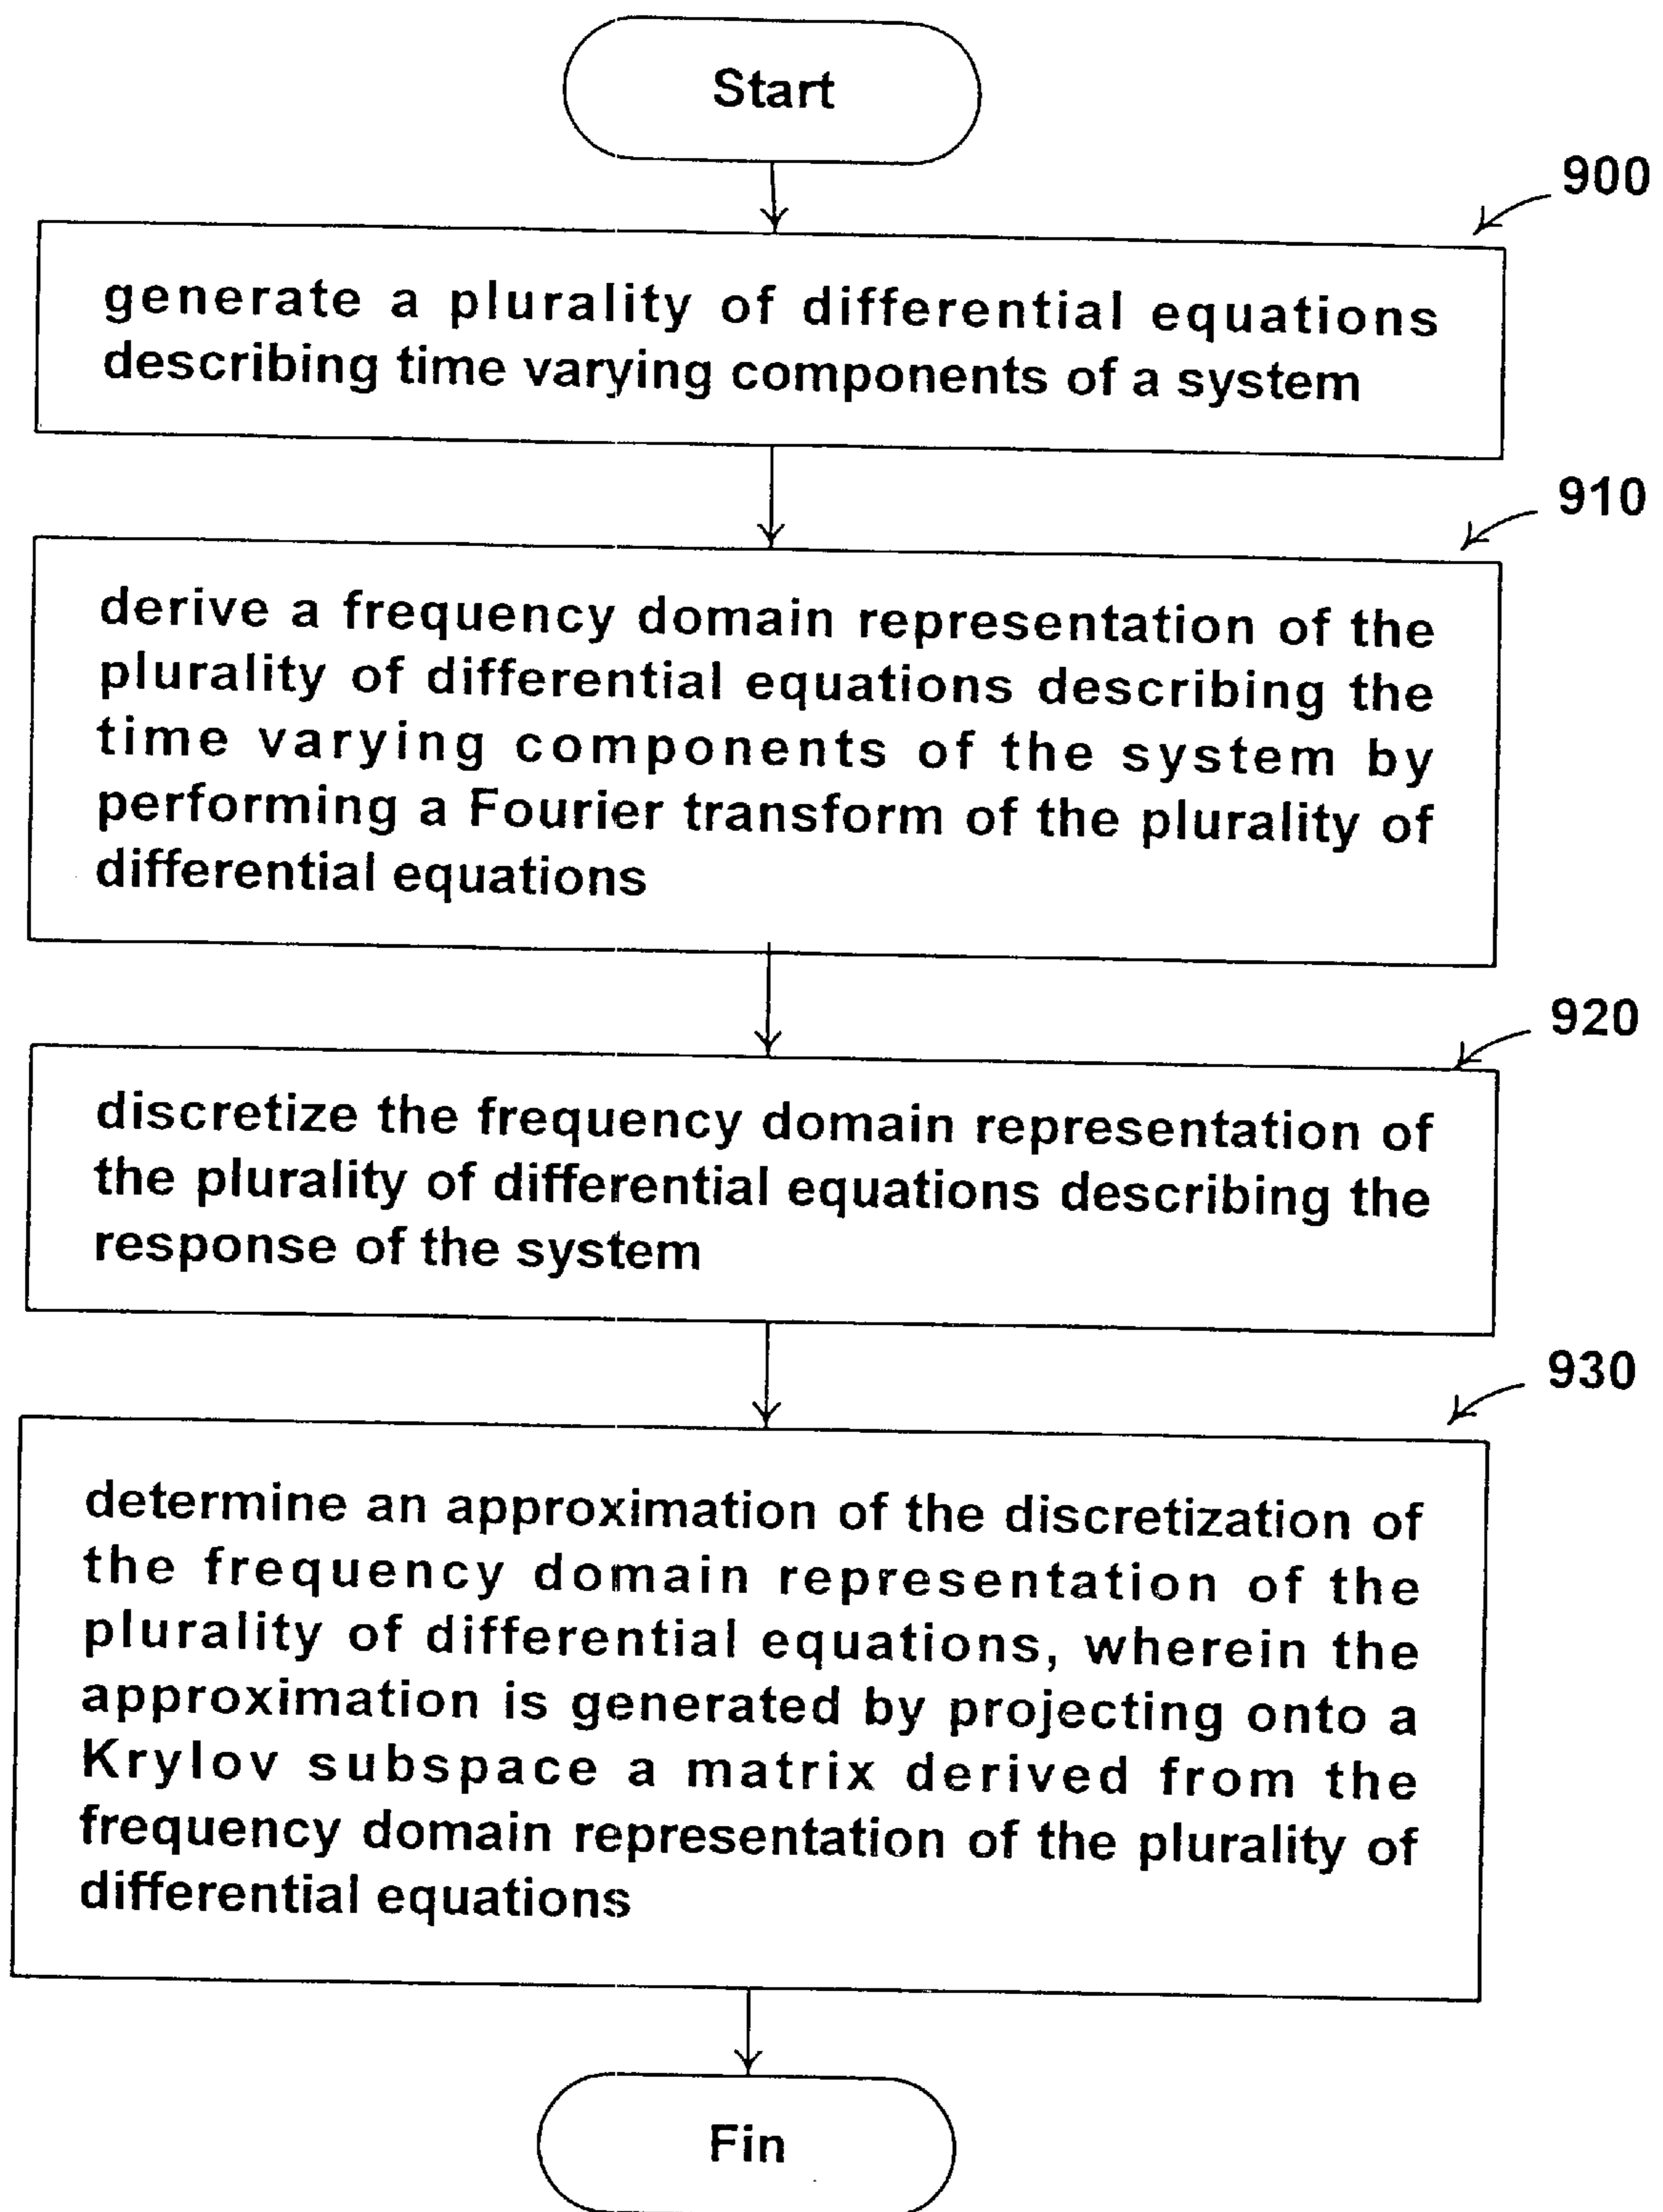 Start
900
generate a plurality of differential equations
describing time varying components of a system
910
derive a frequency domain representation of the
plurality of differential equations describing the
time varying components of the system by
performing a Fourier transform of the plurality of
differential equations
920
discretize the frequency domain representation of
the plurality of differential equations describing the
response of the system
930
determine an approximation of the discretization of
the frequency domain representation of the
plurality of differential equations, wherein the
approximation is generated by projecting onto a
Krylov subspace a matrix derived from the
frequency domain representation of the plurality of
differential equations
Fin